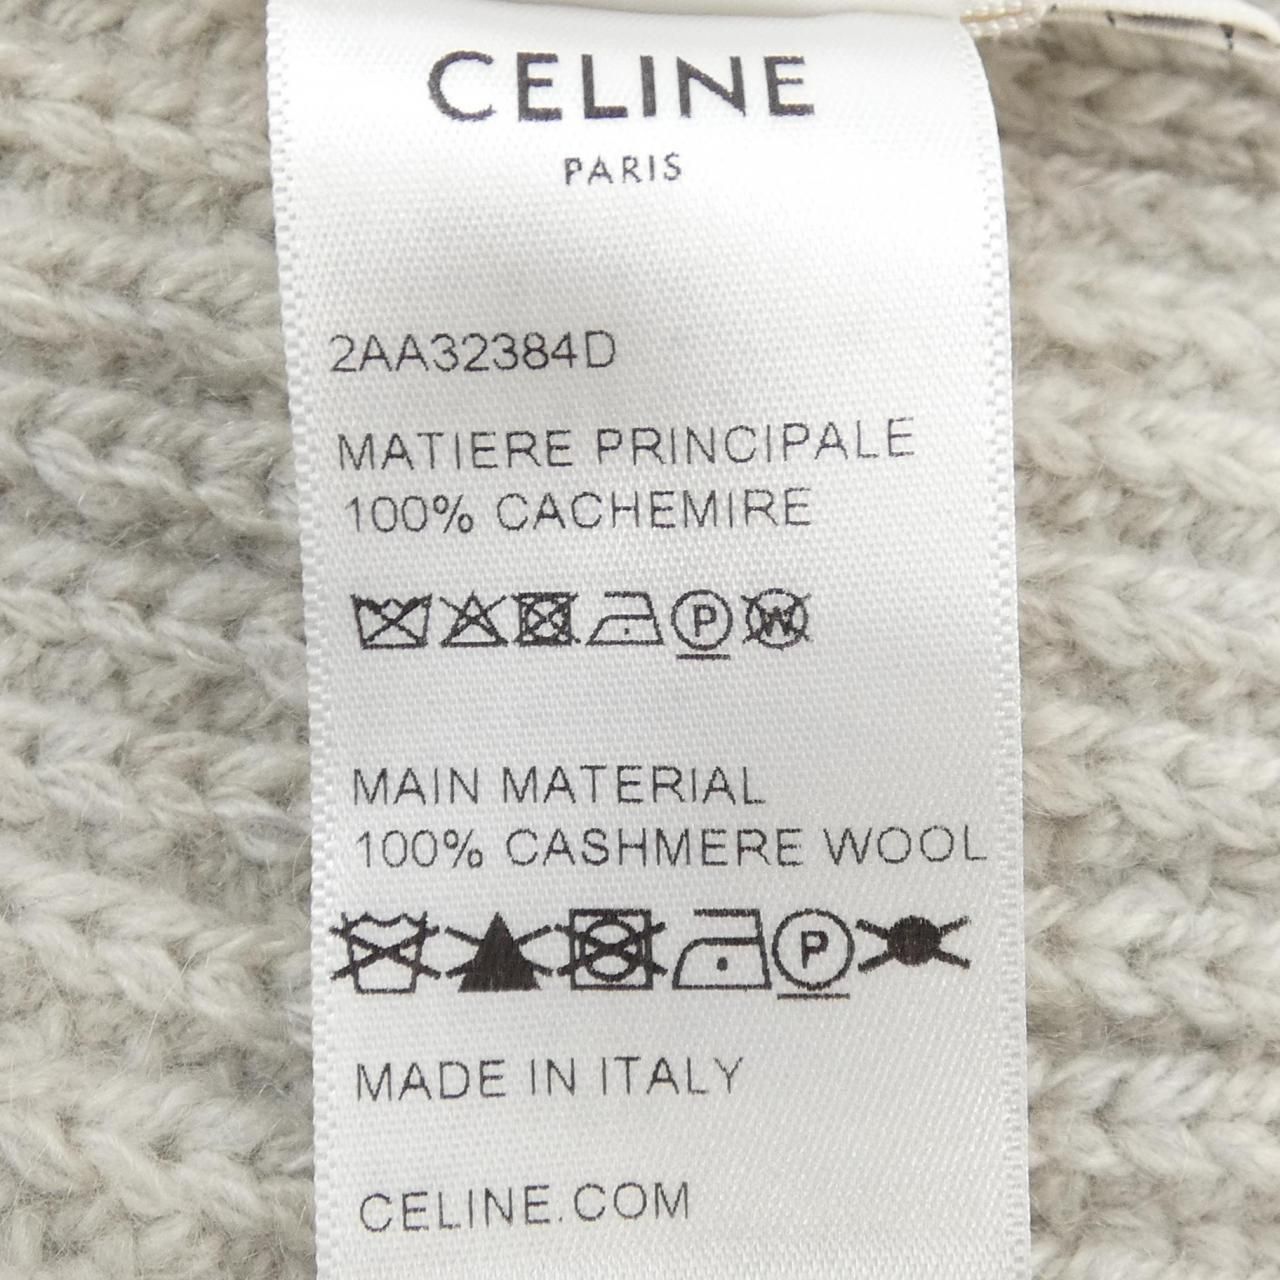 CELINE
PARIS
2AA32384D
MATIERE PRINCIPALE
100% CACHEMIRE
P W
MAIN MATERIAL
100% CASHMERE WOOL
P
MADE IN ITALY
CELINE.COM